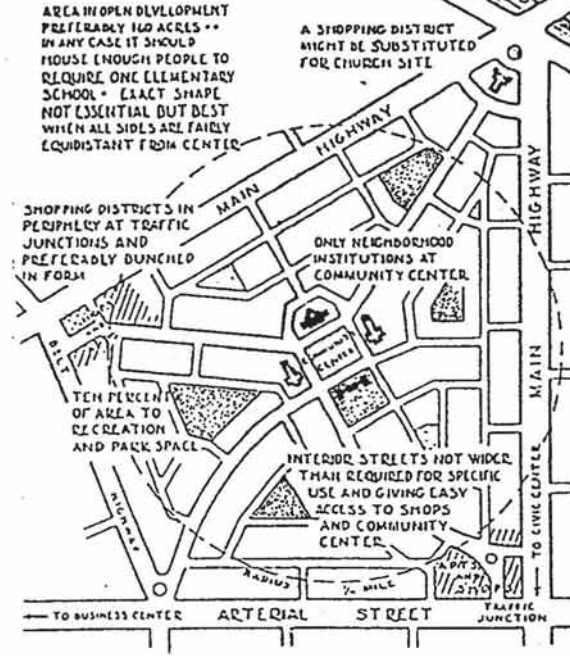 AREA IN OPEN DEVELOPMENT
PREFERABLY 160 ACRES ••
IN ANY CASE IT SHOULD
HOUSE ENOUGH PEOPLE TO
REQUIRE ONE ELEMENTARY
SCHOOL • EXACT SHAPE
NOT ESSENTIAL BUT BEST
WHEN ALL SIDES ARE FAIRLY
EQUIDISTANT FROM CENTER
A SHOPPING DISTRICT
MIGHT BE SUBSTITUTED
FOR CHURCH SITE
MAIN HIGHWAY
HIGHWAY
MAIN
SHOPPING DISTRICTS IN
PERIPHERY AT TRAFFIC
JUNCTIONS AND
PREFERABLY BUNCHED
IN FORM
ONLY NEIGHBORHOOD
INSTITUTIONS AT
COMMUNITY CENTER
CENTER
BELT
HIGHWAY
TEN PERCENT
OF AREA TO
RECREATION
AND PARK SPACE
INTERIOR STREETS NOT WIDER
THAN REQUIRED FOR SPECIFIC
USE AND GIVING EASY
ACCESS TO SHOPS
AND COMMUNITY
CENTER
TO CIVIC CENTER
RADIUS
MILE
APTS
AND
SHOP
TRAFFIC
JUNCTION
TO BUSINESS CENTER
ARTERIAL STREET